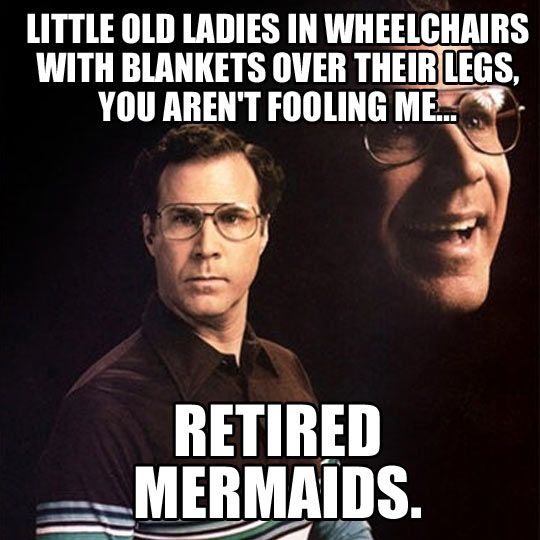 LITTLE OLD LADIES IN WHEELCHAIRS
WITH BLANKETS OVER THEIR LEGS,
YOU AREN'T FOOLING ME...
RETIRED
MERMAIDS.